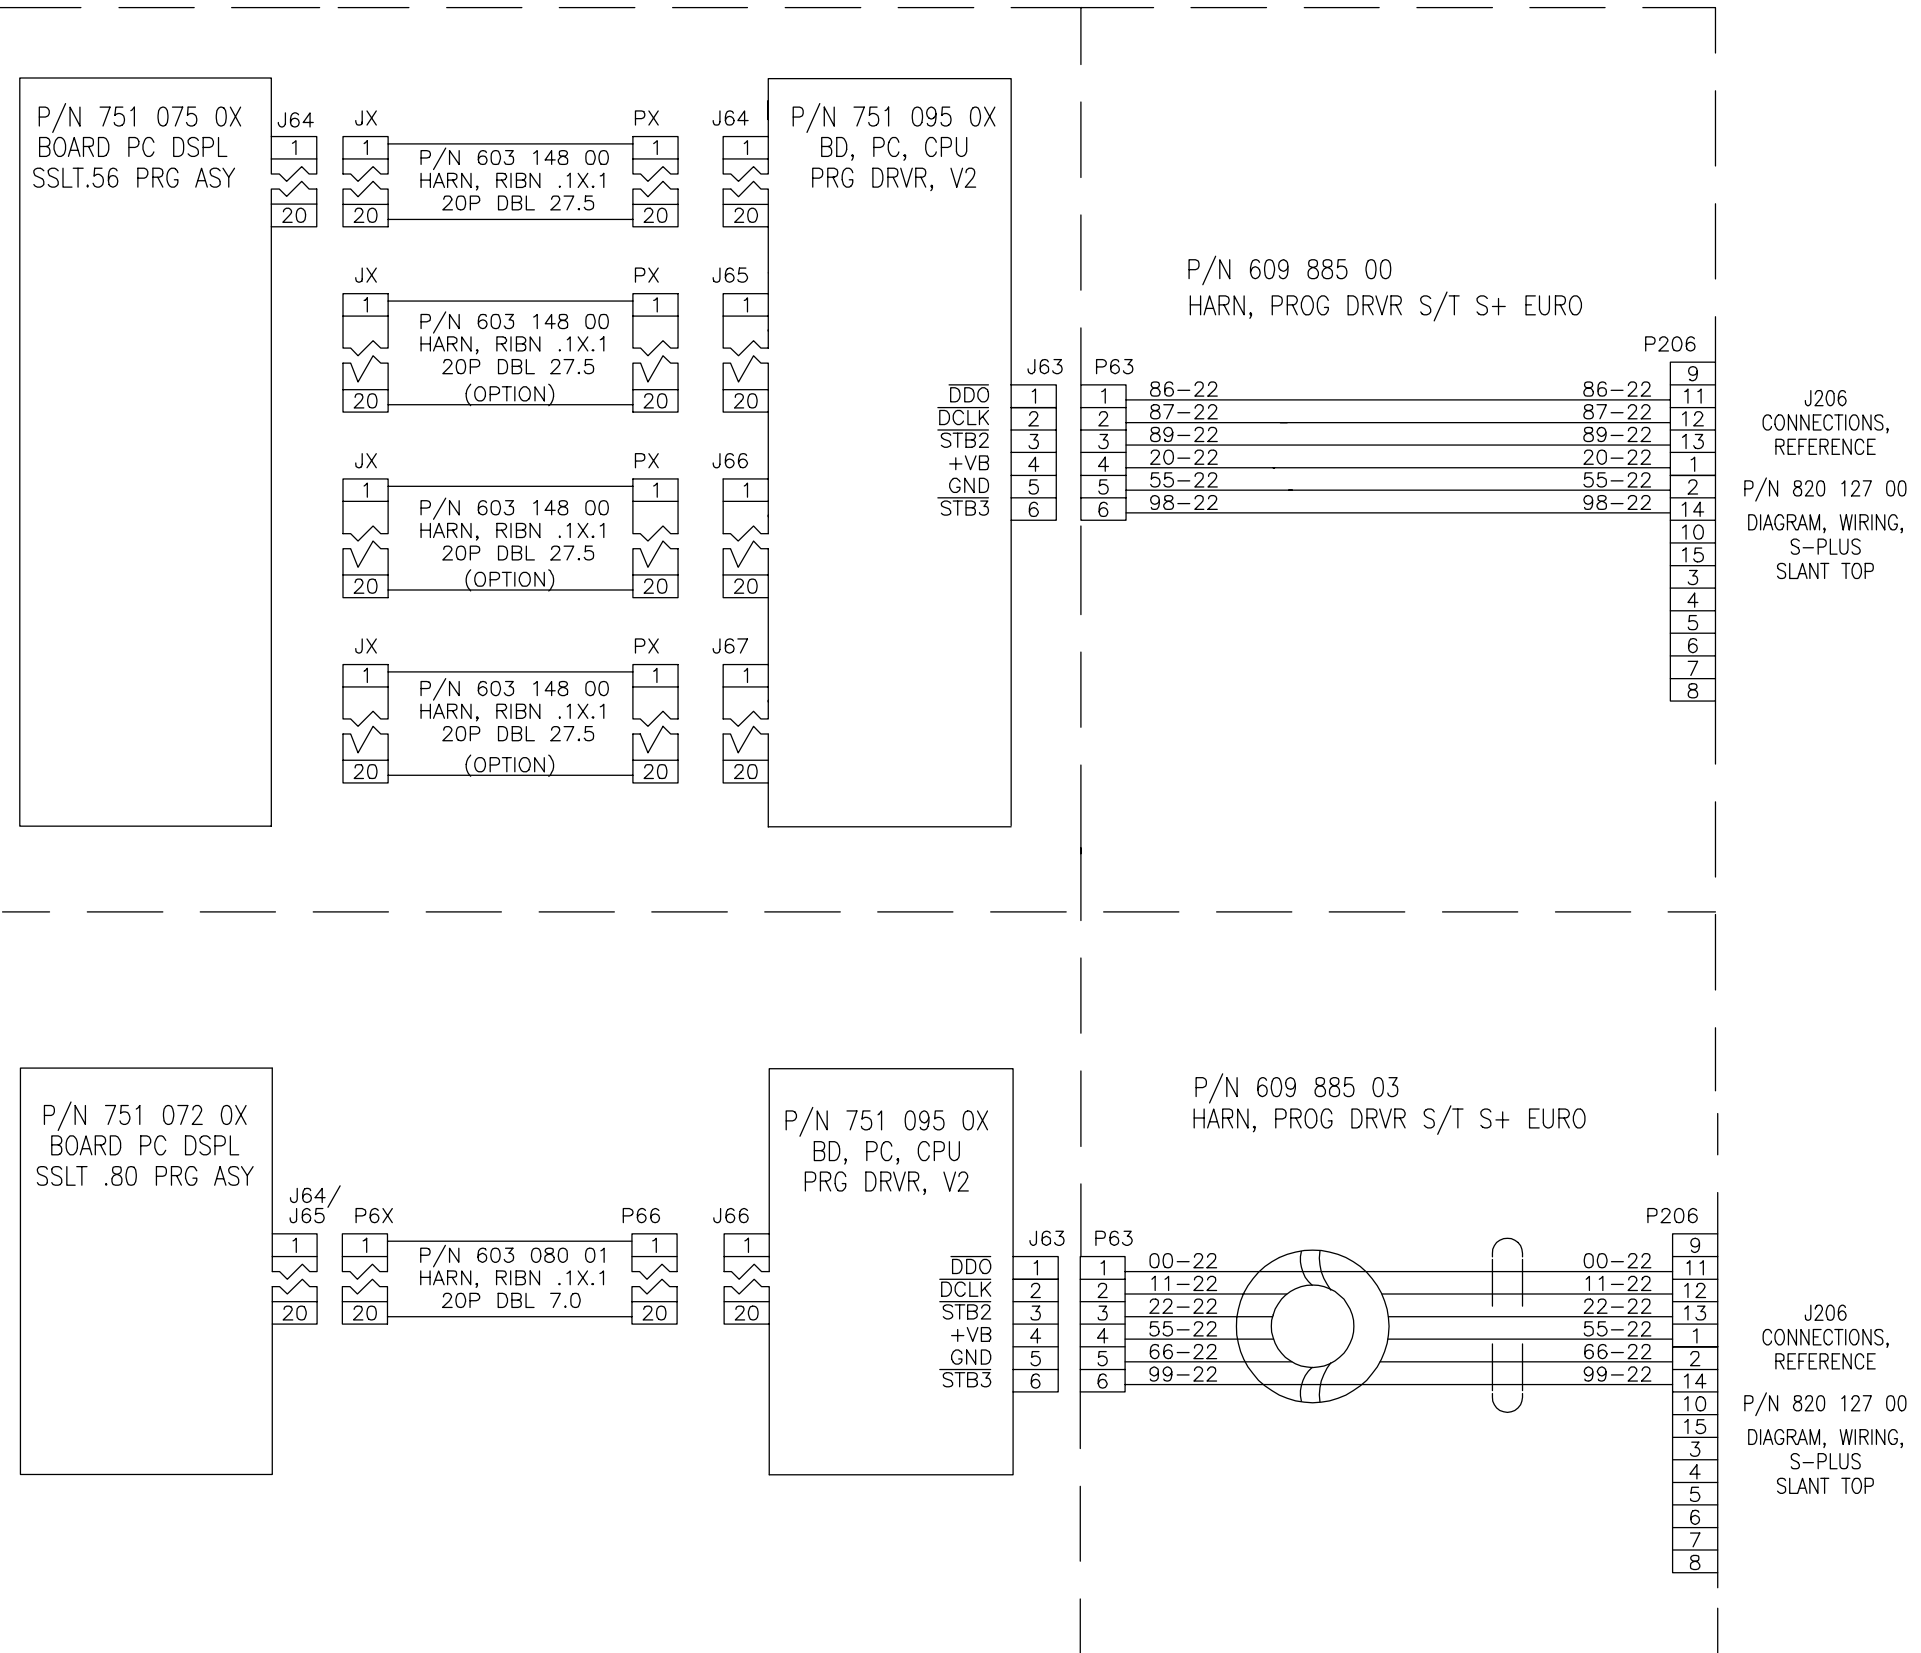 P/N 751 075 0X
BOARD PC DSPL
SSLT.56 PRG ASY
J64
1
20
JX
1
20
P/N 603 148 00
HARN, RIBN .1X.1
20P DBL 27.5
PX
1
20
J64
1
20
P/N 751 095 0X
BD, PC, CPU
PRG DRVR, V2
JX
1
20
P/N 603 148 00
HARN, RIBN .1X.1
20P DBL 27.5
(OPTION)
PX
1
20
J65
1
20
JX
1
20
P/N 603 148 00
HARN, RIBN .1X.1
20P DBL 27.5
(OPTION)
PX
1
20
J66
1
20
JX
1
20
P/N 603 148 00
HARN, RIBN .1X.1
20P DBL 27.5
(OPTION)
PX
1
20
J67
1
20
P/N 609 885 00
HARN, PROG DRVR S/T S+ EURO
J63 P63 P206
9
DDO 1 1 86-22 86-22 11
DCLK 2 2 87-22 87-22 12
STB2 3 3 89-22 89-22 13
+VB 4 4 20-22 20-22 1
GND 5 5 55-22 55-22 2
STB3 6 6 98-22 98-22 14
10
15
3
4
5
6
7
8
J206
CONNECTIONS,
REFERENCE
P/N 820 127 00
DIAGRAM, WIRING,
S-PLUS
SLANT TOP
P/N 751 072 0X
BOARD PC DSPL
SSLT .80 PRG ASY
J64/
J65
1
20
P6X
1
20
P/N 603 080 01
HARN, RIBN .1X.1
20P DBL 7.0
P66
1
20
J66
1
20
P/N 751 095 0X
BD, PC, CPU
PRG DRVR, V2
P/N 609 885 03
HARN, PROG DRVR S/T S+ EURO
J63 P63 P206
9
DDO 1 1 00-22 00-22 11
DCLK 2 2 11-22 11-22 12
STB2 3 3 22-22 22-22 13
+VB 4 4 55-22 55-22 1
GND 5 5 66-22 66-22 2
STB3 6 6 99-22 99-22 14
10
15
3
4
5
6
7
8
J206
CONNECTIONS,
REFERENCE
P/N 820 127 00
DIAGRAM, WIRING,
S-PLUS
SLANT TOP